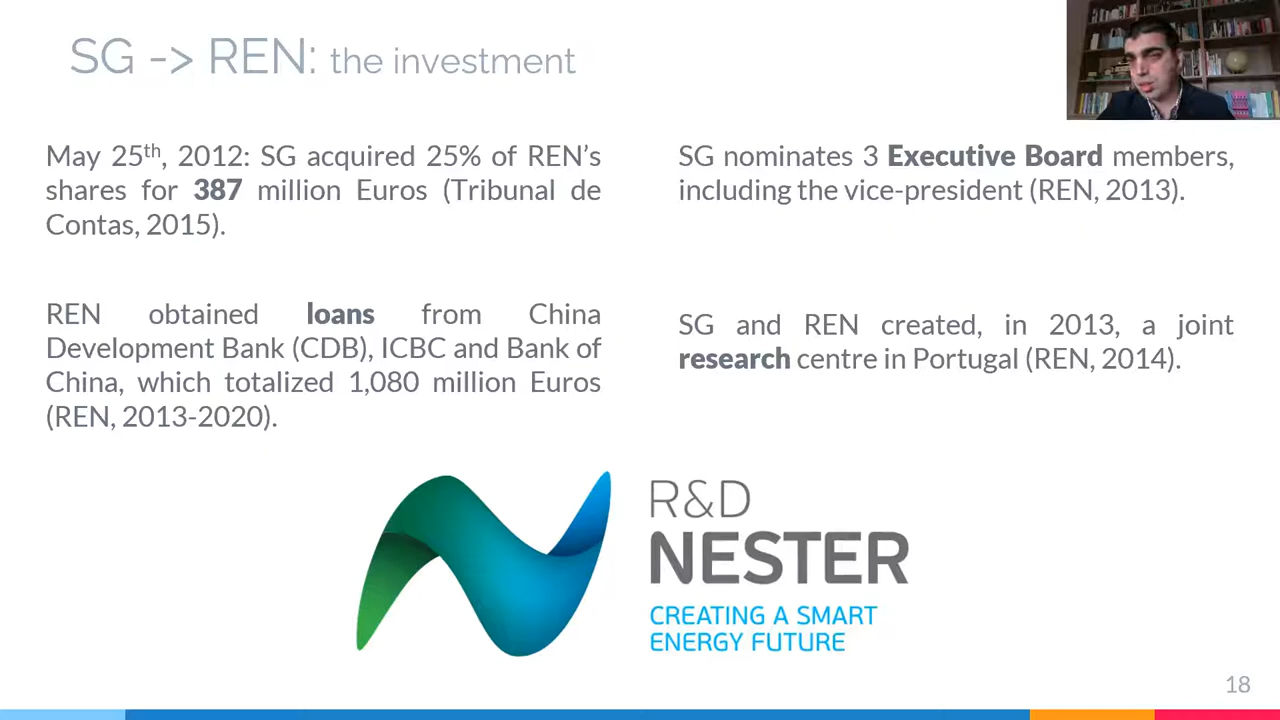 SG -> REN: the investment
May 25th, 2012: SG acquired 25% of REN’s
shares for 387 million Euros (Tribunal de
Contas, 2015).
REN obtained loans from China
Development Bank (CDB), ICBC and Bank of
China, which totalized 1,080 million Euros
(REN, 2013-2020).
SG nominates 3 Executive Board members,
including the vice-president (REN, 2013).
SG and REN created, in 2013, a joint
research centre in Portugal (REN, 2014).
R&D
NESTER
CREATING A SMART
ENERGY FUTURE
18